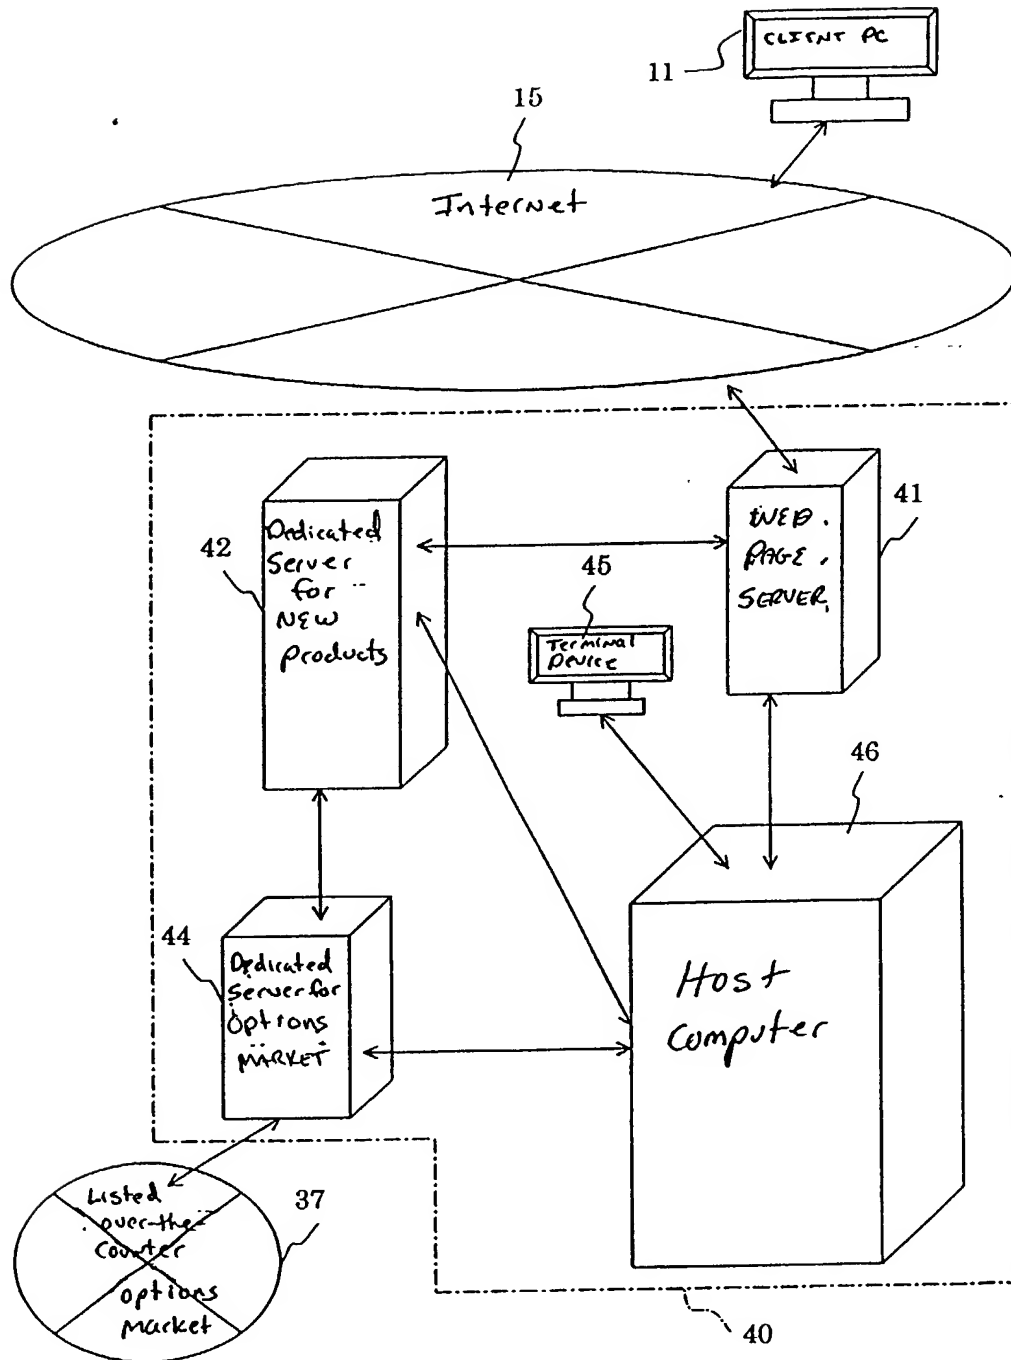 CLIENT PC
11
15
Internet
42
Dedicated
Server
for
NEW
Products
45
Terminal
Device
WEB
PAGE
SERVER
41
46
44
Dedicated
Server for
Options
MARKET
Host
Computer
Listed
over-the-
counter
options
Market
37
40